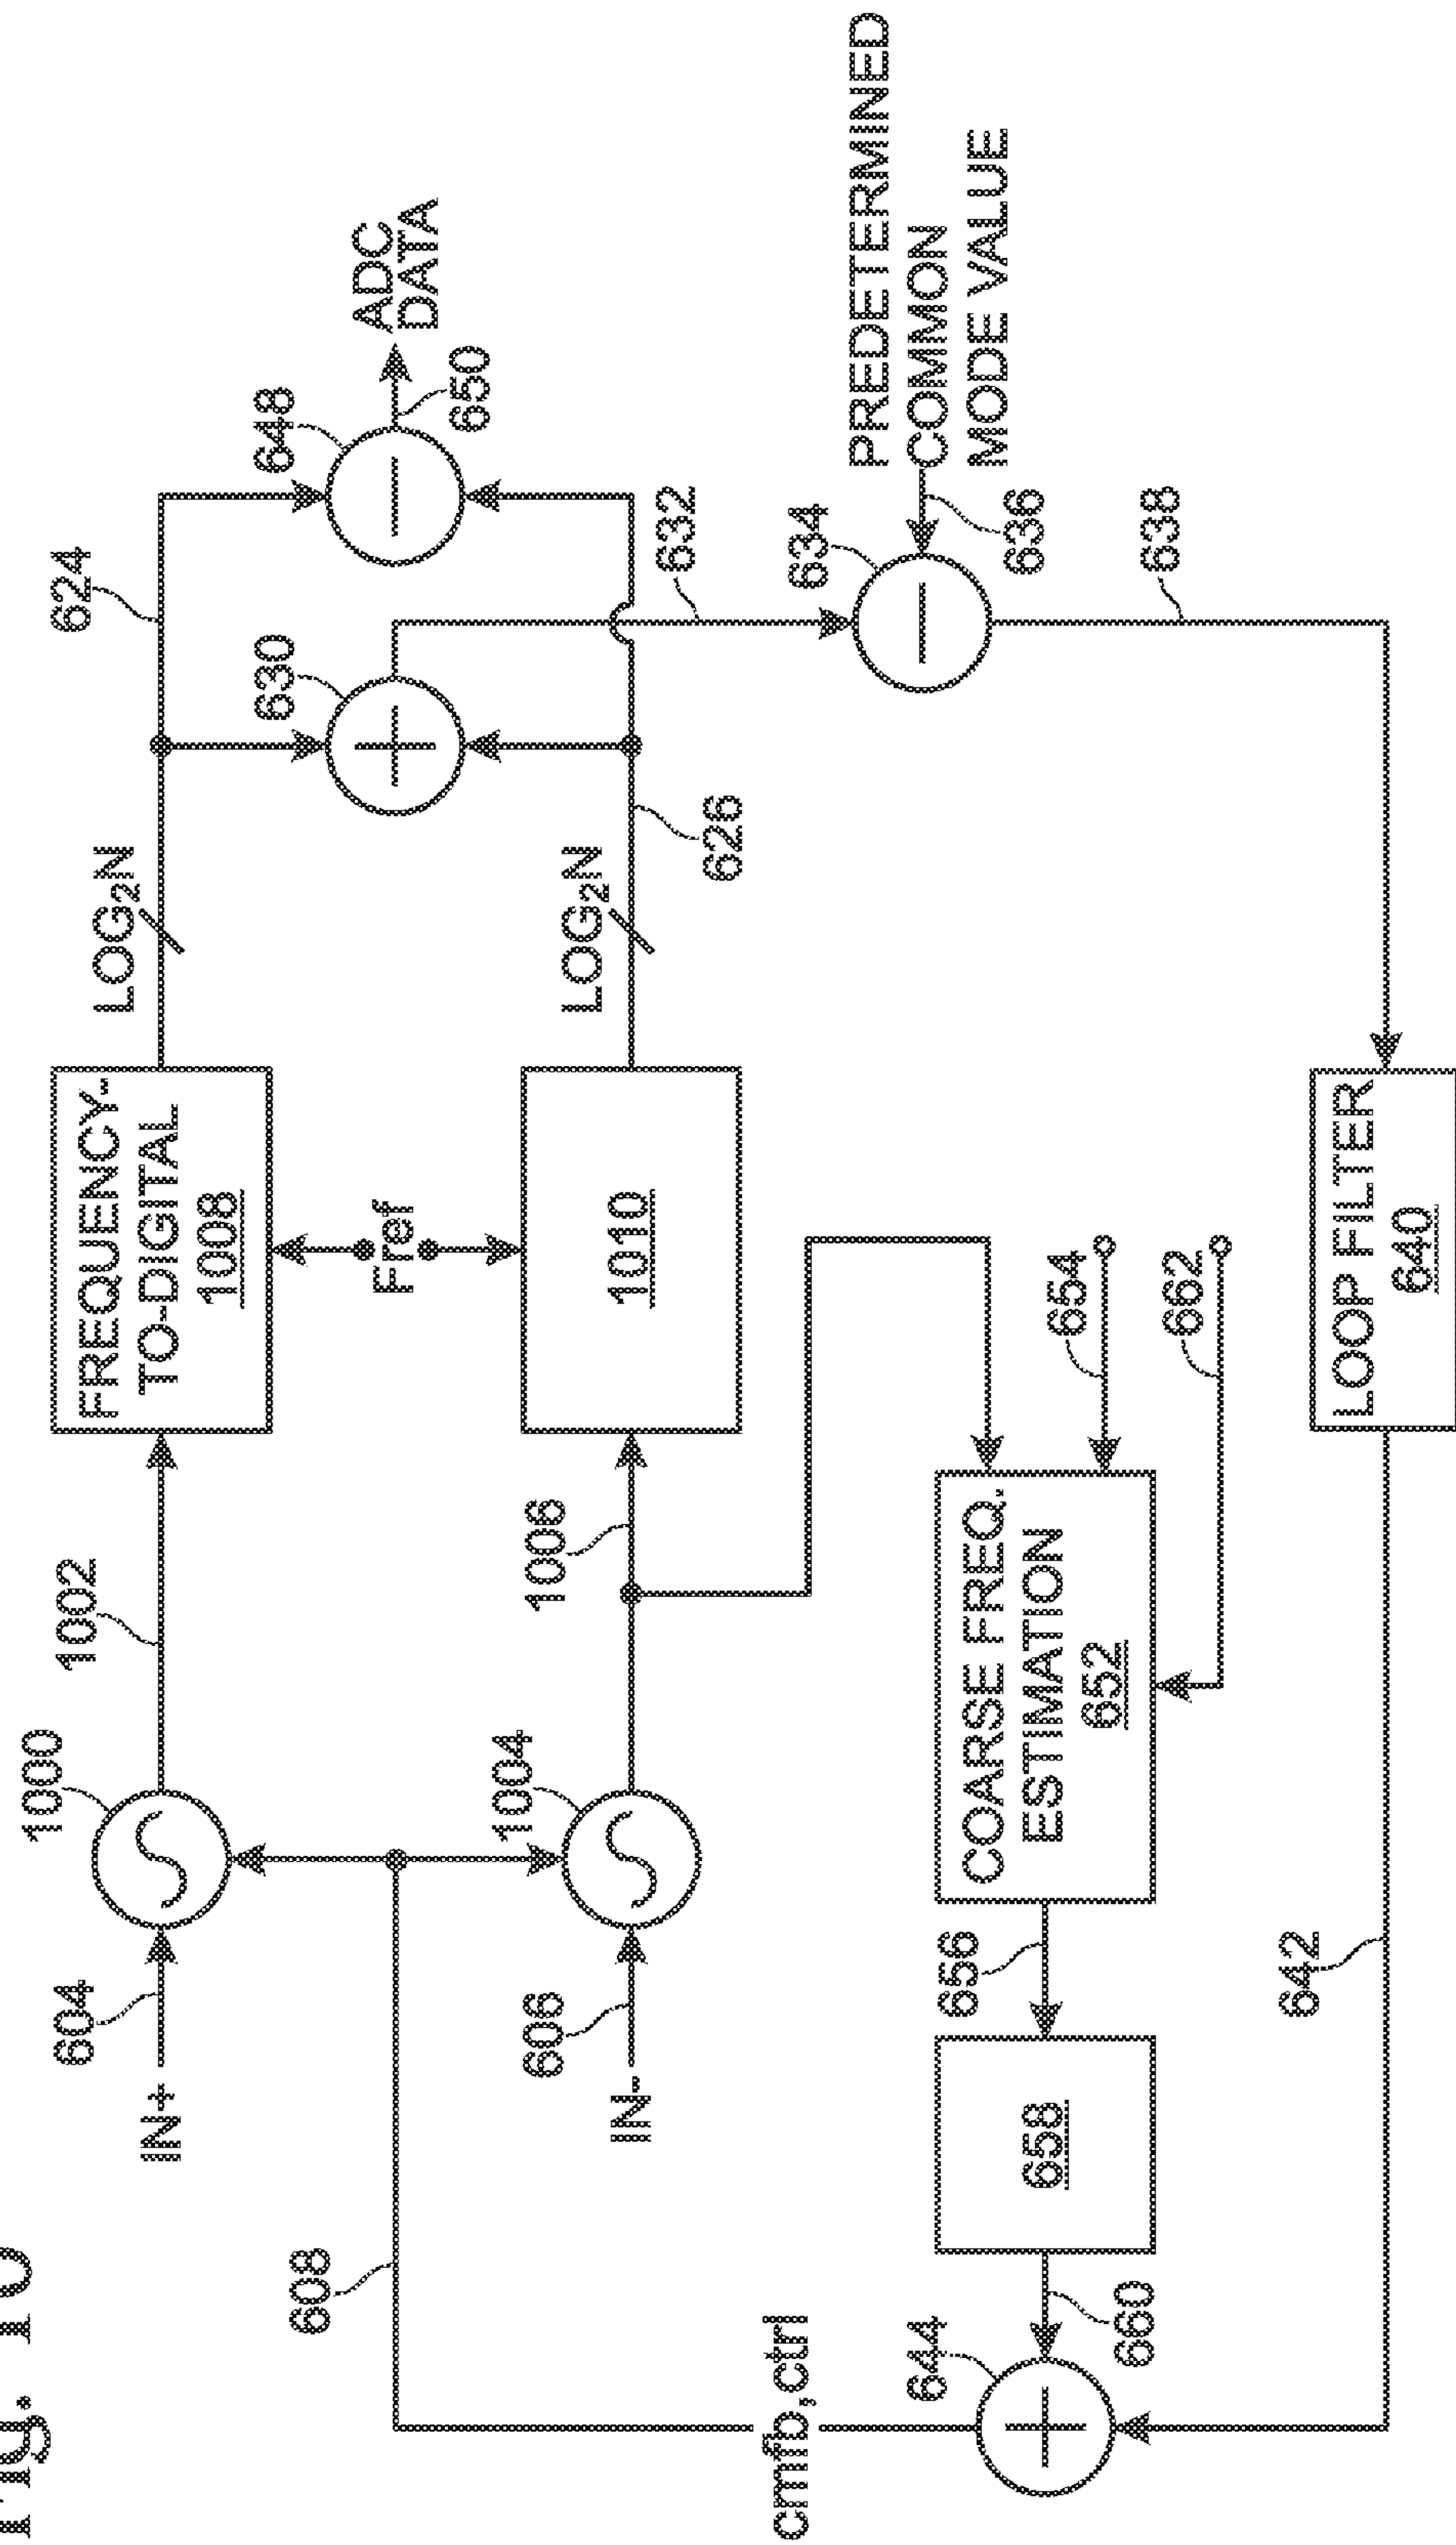 Fig. 10
604
IN+
1000
1002
FREQUENCY-
TO-DIGITAL
1008
LOG₂N
624
630
648
ADC
DATA
650
Fref
608
606
IN-
1004
1006
1010
LOG₂N
626
632
634
PREDETERMINED
COMMON
MODE VALUE
636
638
cmfb,ctrl
644
660
658
656
COARSE FREQ.
ESTIMATION
652
654
662
642
LOOP FILTER
640